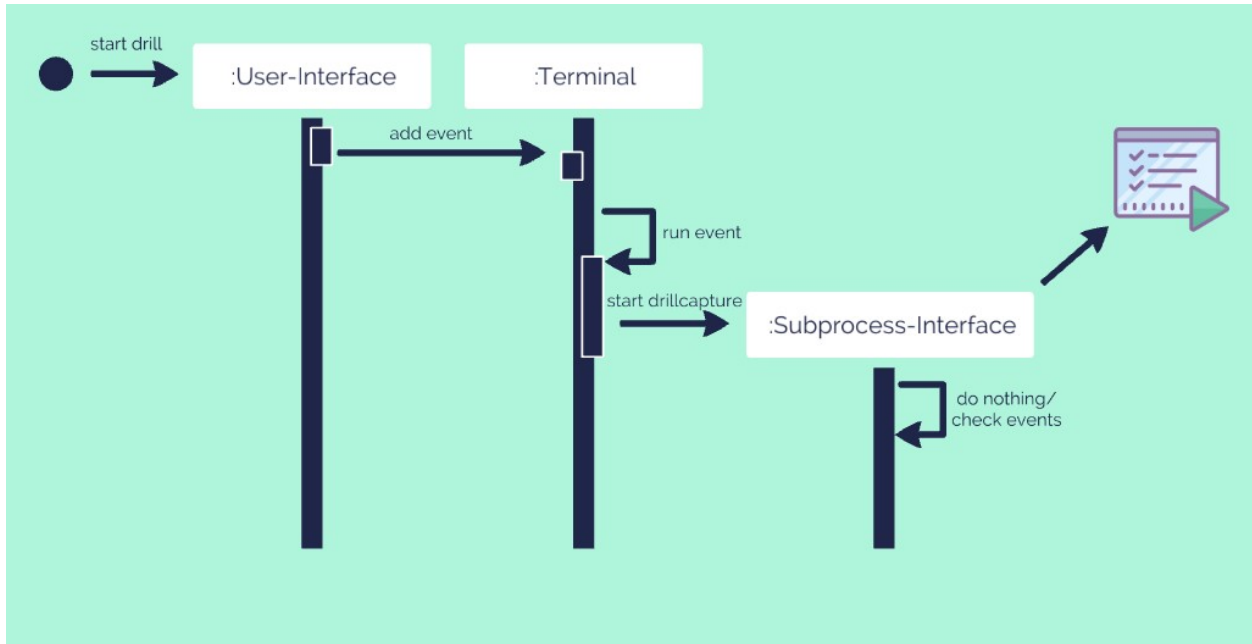 start drill
:User-Interface
:Terminal
add event
run event
start drillcapture
:Subprocess-Interface
do nothing/
check events